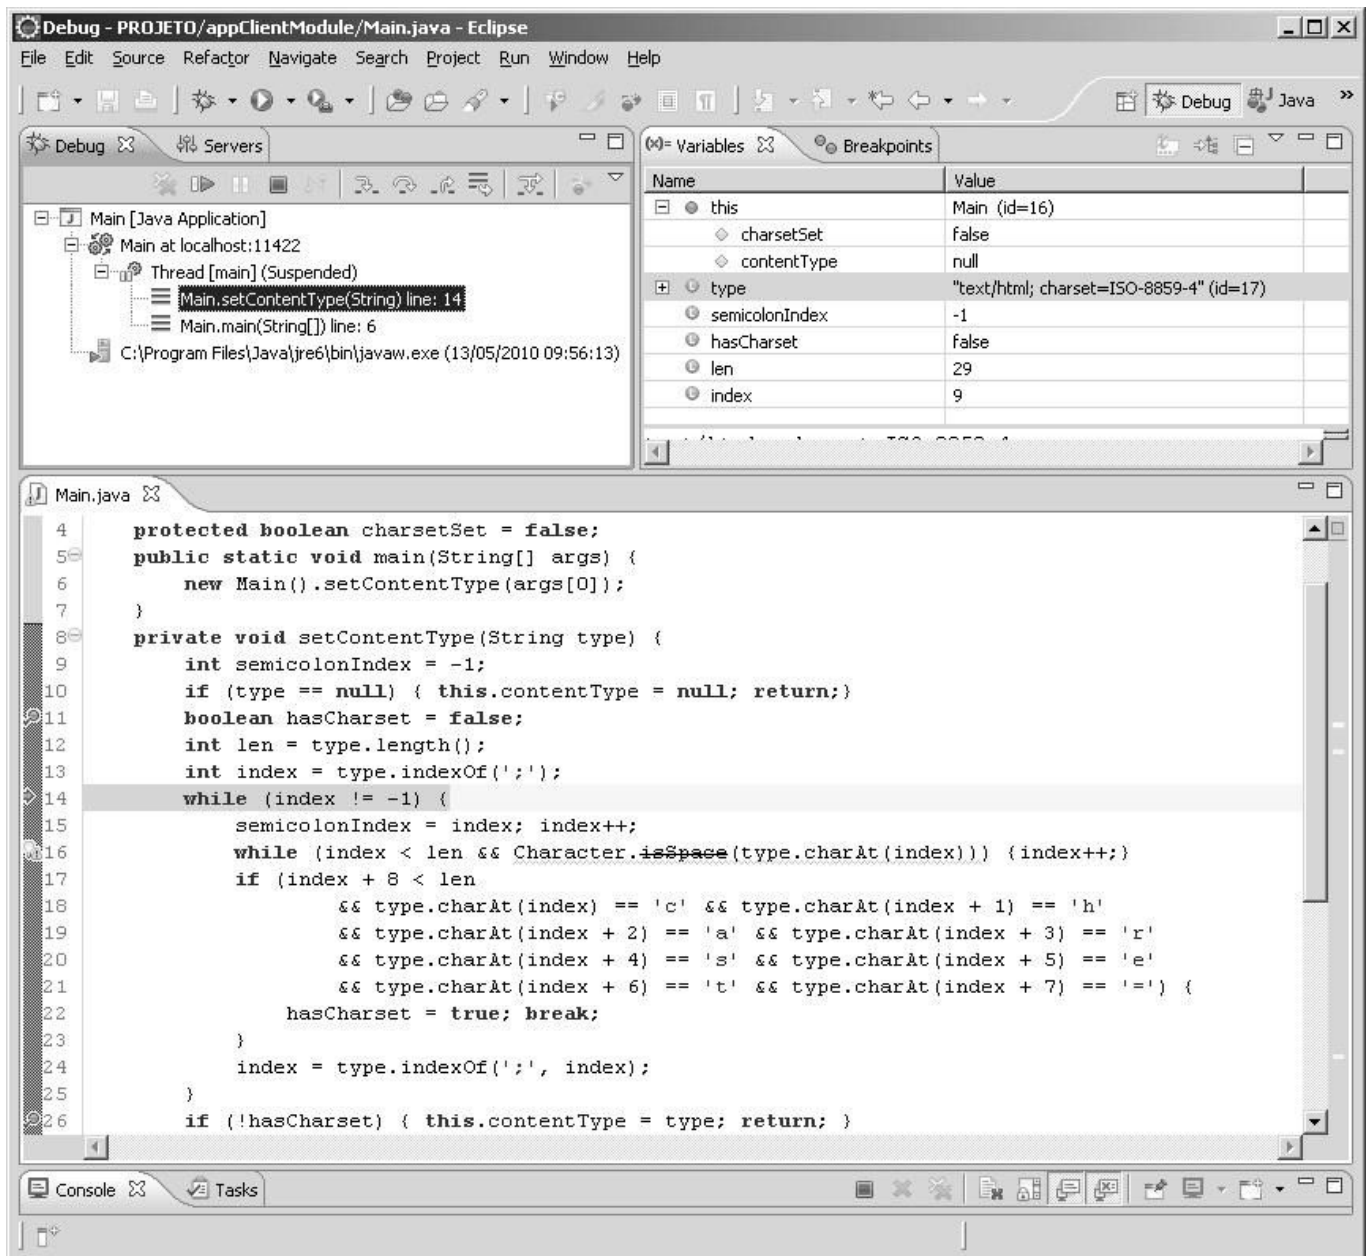 Debug - PROJETO/appClientModule/Main.java - Eclipse
File Edit Source Refactor Navigate Search Project Run Window Help
Debug Java »
Debug Servers
Main [Java Application]
Main at localhost:11422
Thread [main] (Suspended)
Main.setContentType(String) line: 14
Main.main(String[]) line: 6
C:\Program Files\Java\jre6\bin\javaw.exe (13/05/2010 09:56:13)
(x)= Variables Breakpoints
Name Value
this Main (id=16)
charsetSet false
contentType null
type "text/html; charset=ISO-8859-4" (id=17)
semicolonIndex -1
hasCharset false
len 29
index 9
Main.java
4 protected boolean charsetSet = false;
5 public static void main(String[] args) {
6 new Main().setContentType(args[0]);
7 }
8 private void setContentType(String type) {
9 int semicolonIndex = -1;
10 if (type == null) { this.contentType = null; return;}
11 boolean hasCharset = false;
12 int len = type.length();
13 int index = type.indexOf(';');
14 while (index != -1) {
15 semicolonIndex = index; index++;
16 while (index < len && Character.isSpace(type.charAt(index))) {index++;}
17 if (index + 8 < len
18 && type.charAt(index) == 'c' && type.charAt(index + 1) == 'h'
19 && type.charAt(index + 2) == 'a' && type.charAt(index + 3) == 'r'
20 && type.charAt(index + 4) == 's' && type.charAt(index + 5) == 'e'
21 && type.charAt(index + 6) == 't' && type.charAt(index + 7) == '=') {
22 hasCharset = true; break;
23 }
24 index = type.indexOf(';', index);
25 }
26 if (!hasCharset) { this.contentType = type; return; }
Console Tasks